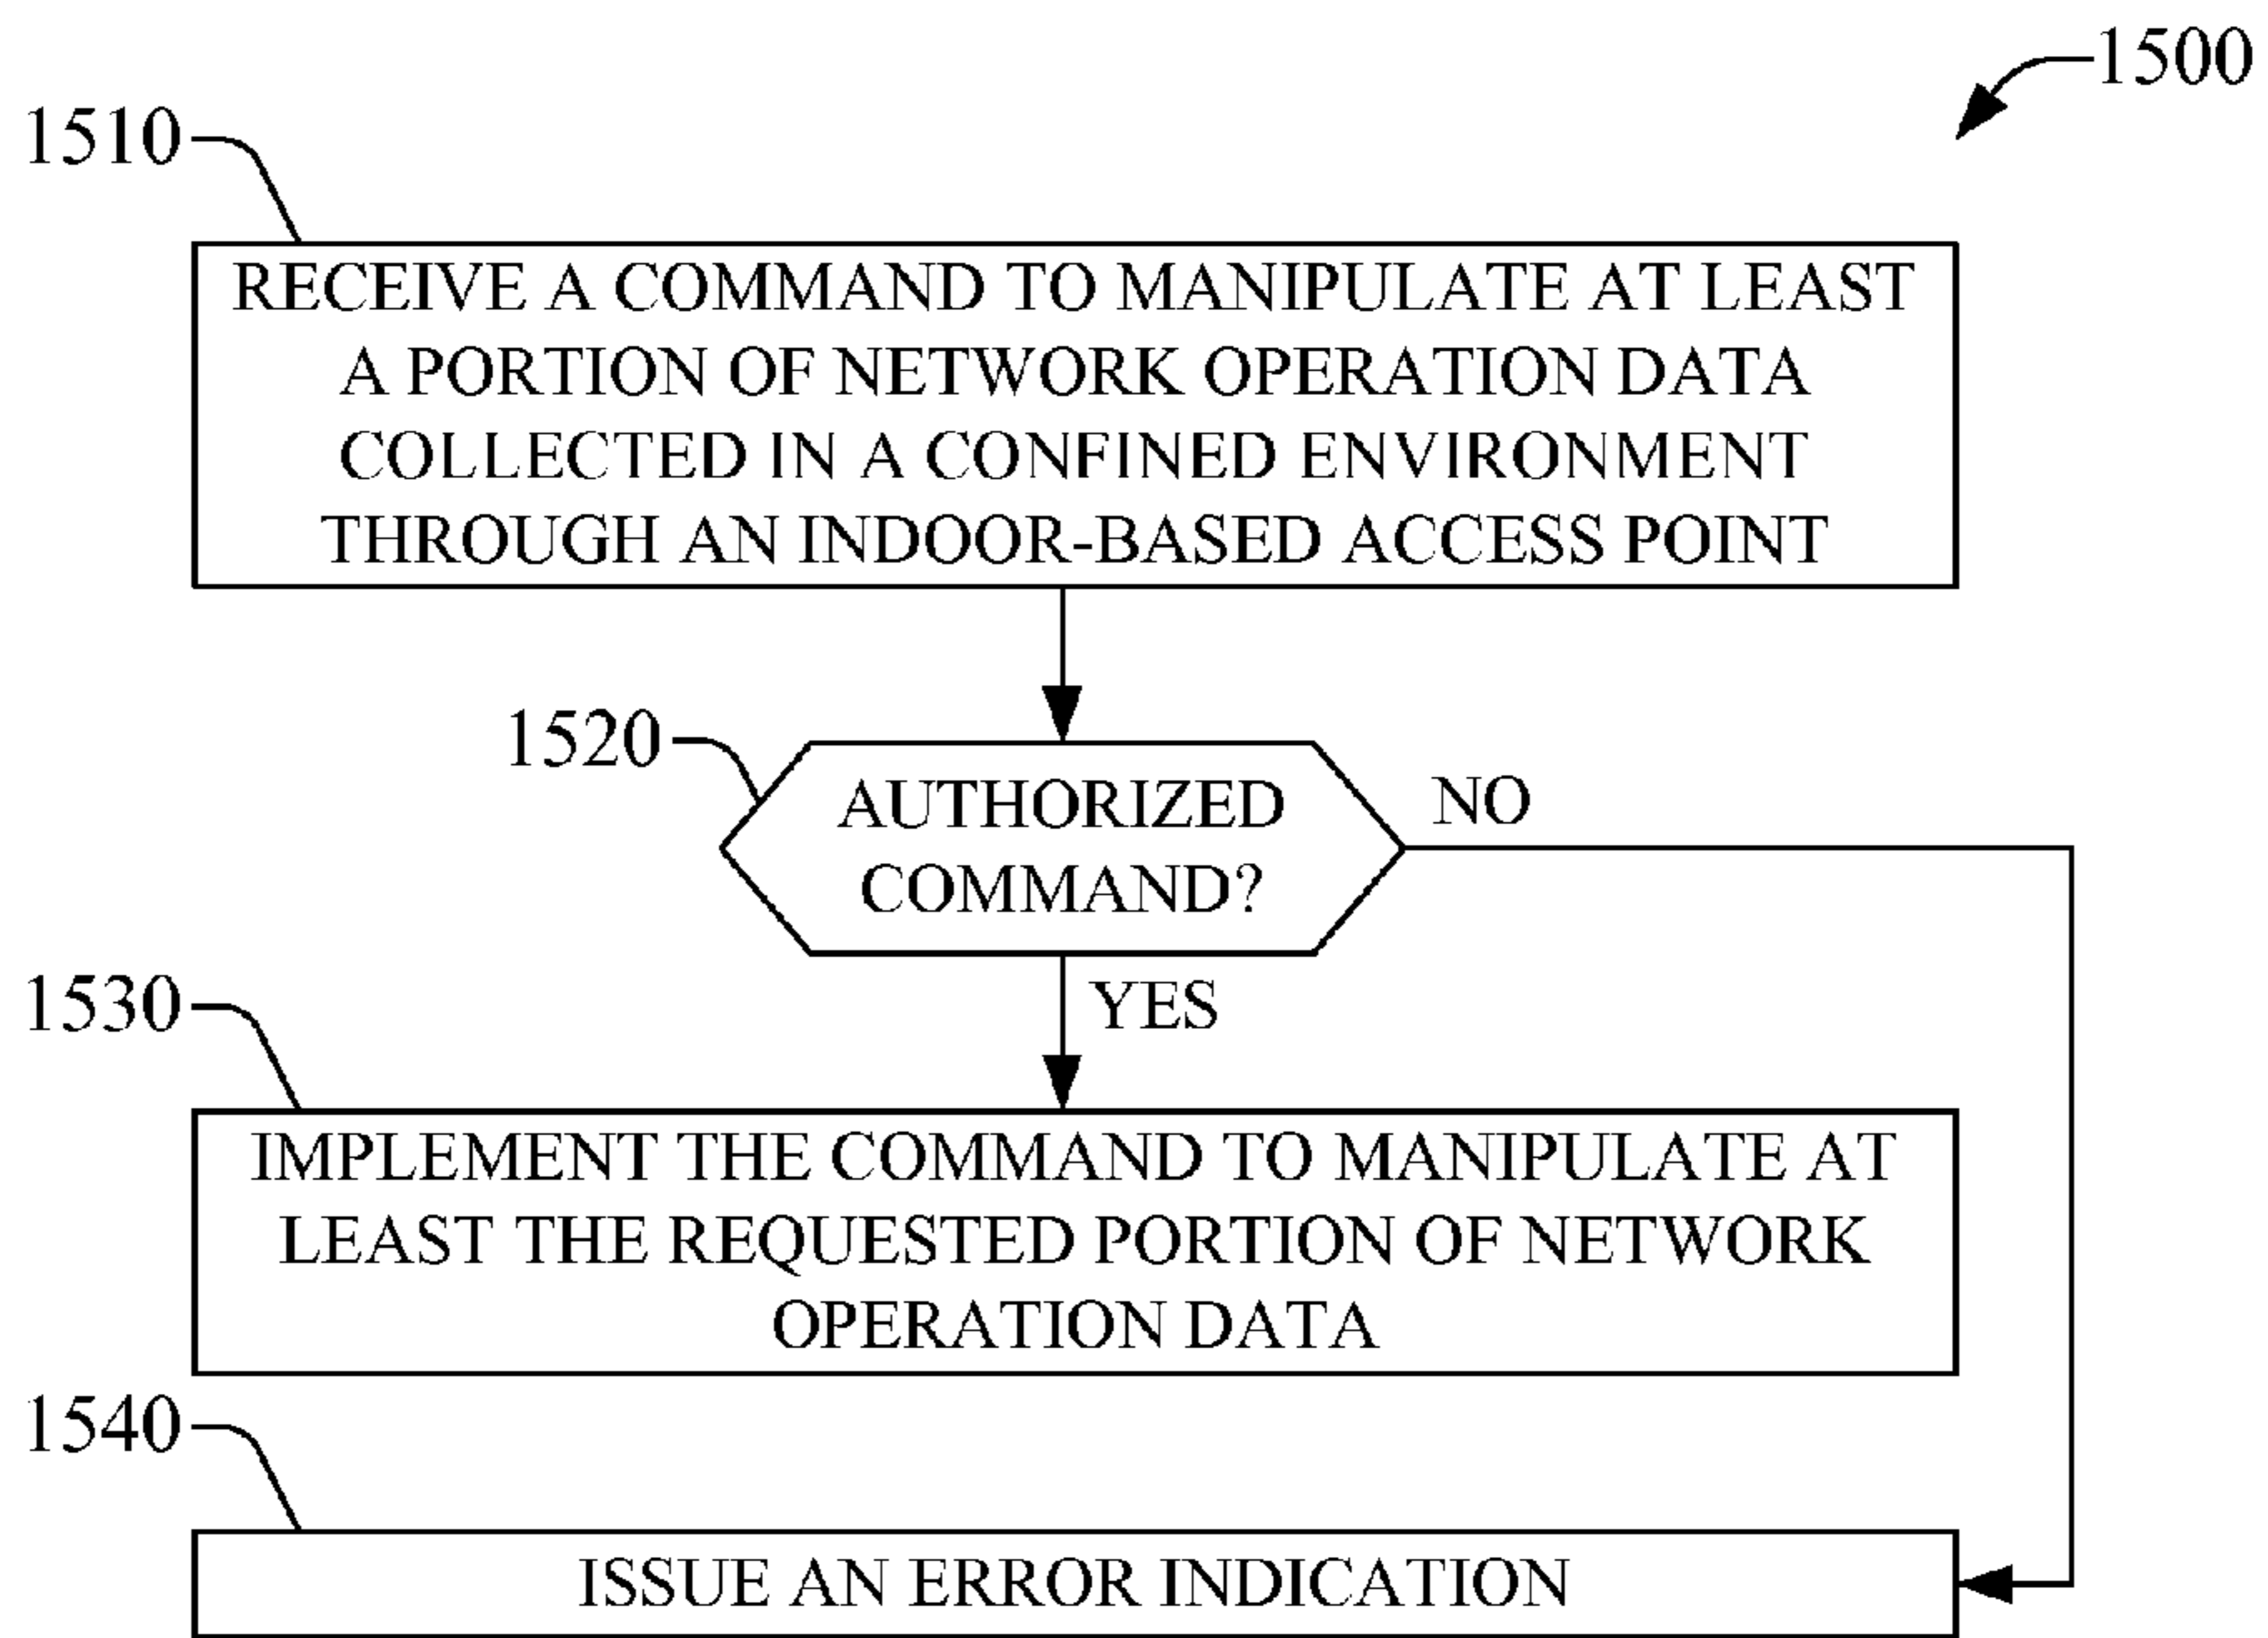 1500
1510
RECEIVE A COMMAND TO MANIPULATE AT LEAST
A PORTION OF NETWORK OPERATION DATA
COLLECTED IN A CONFINED ENVIRONMENT
THROUGH AN INDOOR-BASED ACCESS POINT
1520
AUTHORIZED
COMMAND?
NO
YES
1530
IMPLEMENT THE COMMAND TO MANIPULATE AT
LEAST THE REQUESTED PORTION OF NETWORK
OPERATION DATA
1540
ISSUE AN ERROR INDICATION